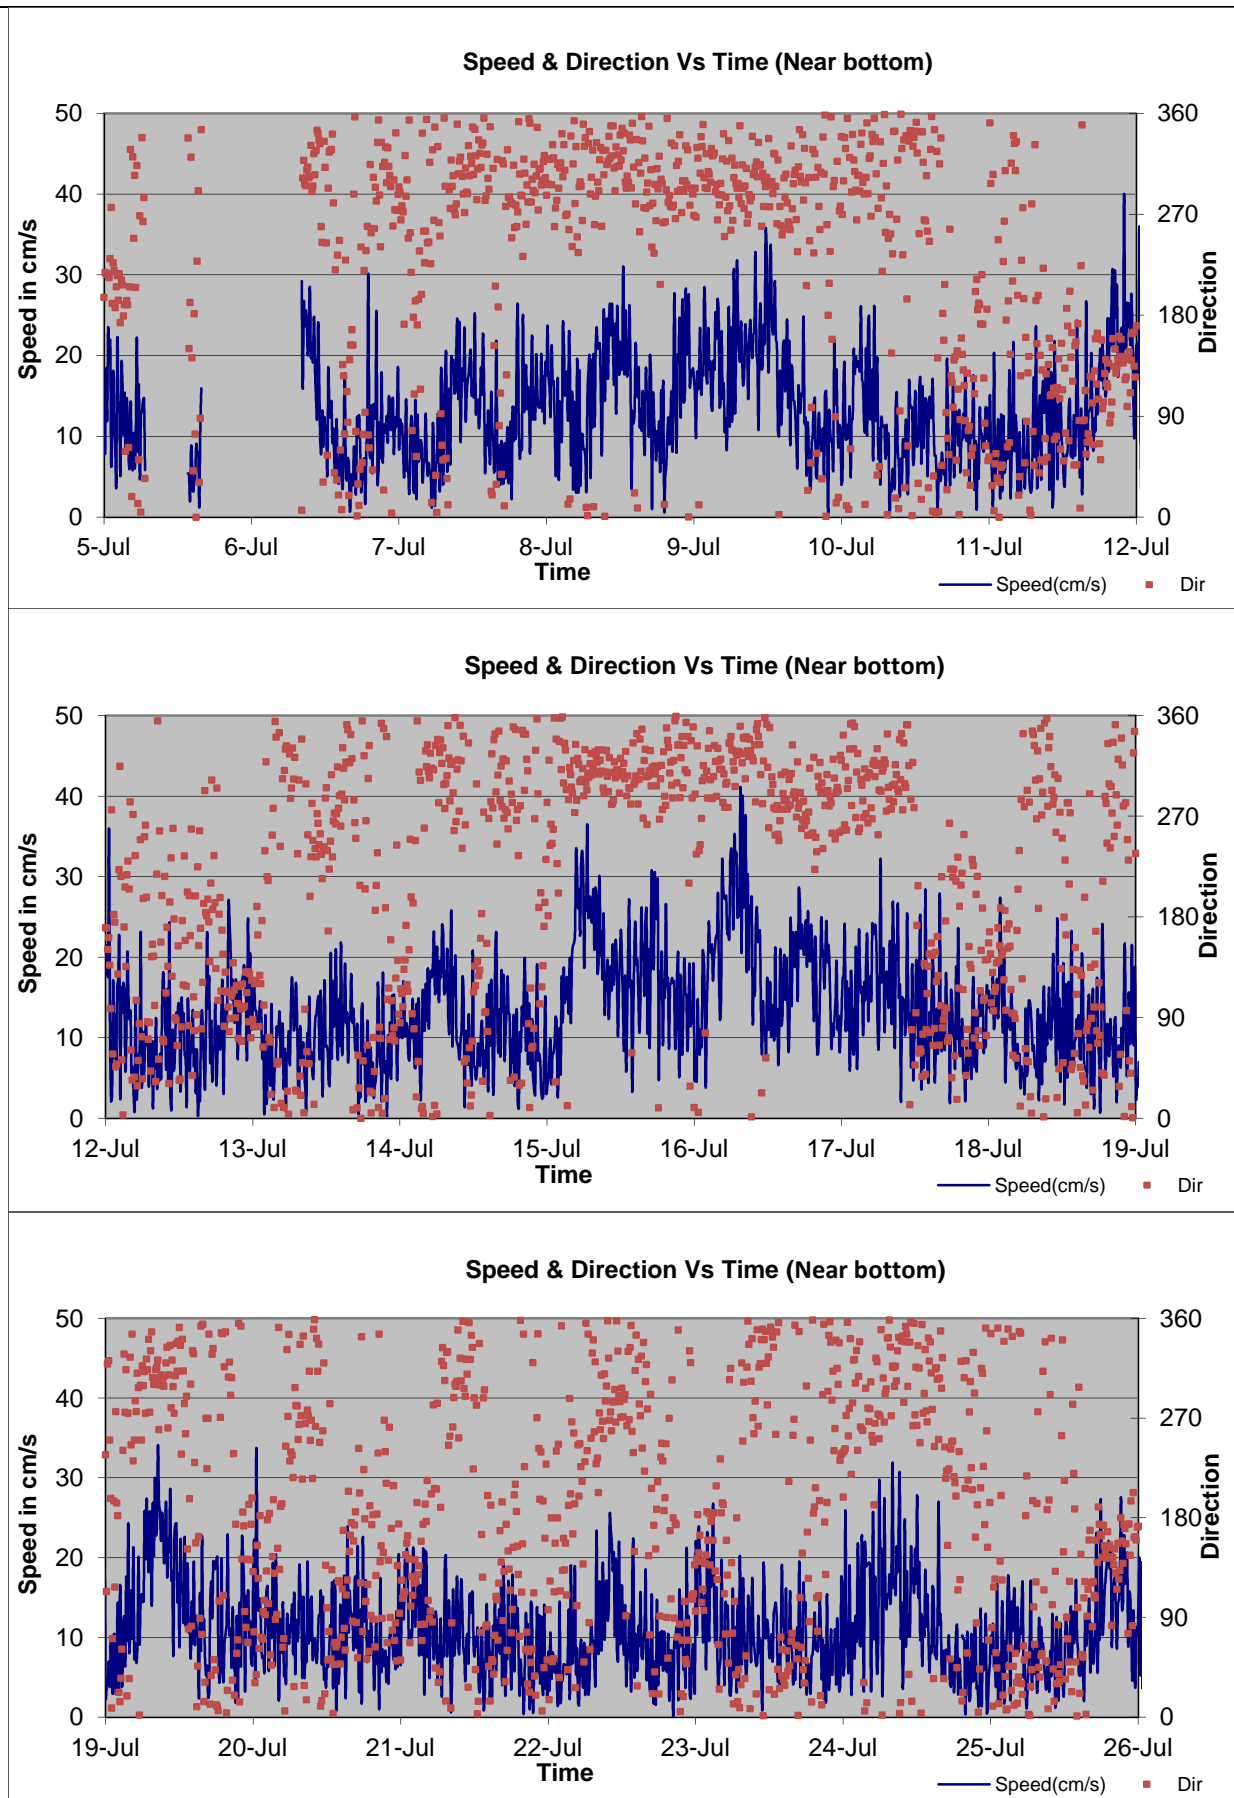 Speed & Direction Vs Time (Near bottom)
50
40
30
20
10
0
Speed in cm/s
360
270
180
90
0
Direction
5-Jul 6-Jul 7-Jul 8-Jul 9-Jul 10-Jul 11-Jul 12-Jul
Time
Speed(cm/s) Dir
Speed & Direction Vs Time (Near bottom)
50
40
30
20
10
0
Speed in cm/s
360
270
180
90
0
Direction
12-Jul 13-Jul 14-Jul 15-Jul 16-Jul 17-Jul 18-Jul 19-Jul
Time
Speed(cm/s) Dir
Speed & Direction Vs Time (Near bottom)
50
40
30
20
10
0
Speed in cm/s
360
270
180
90
0
Direction
19-Jul 20-Jul 21-Jul 22-Jul 23-Jul 24-Jul 25-Jul 26-Jul
Time
Speed(cm/s) Dir